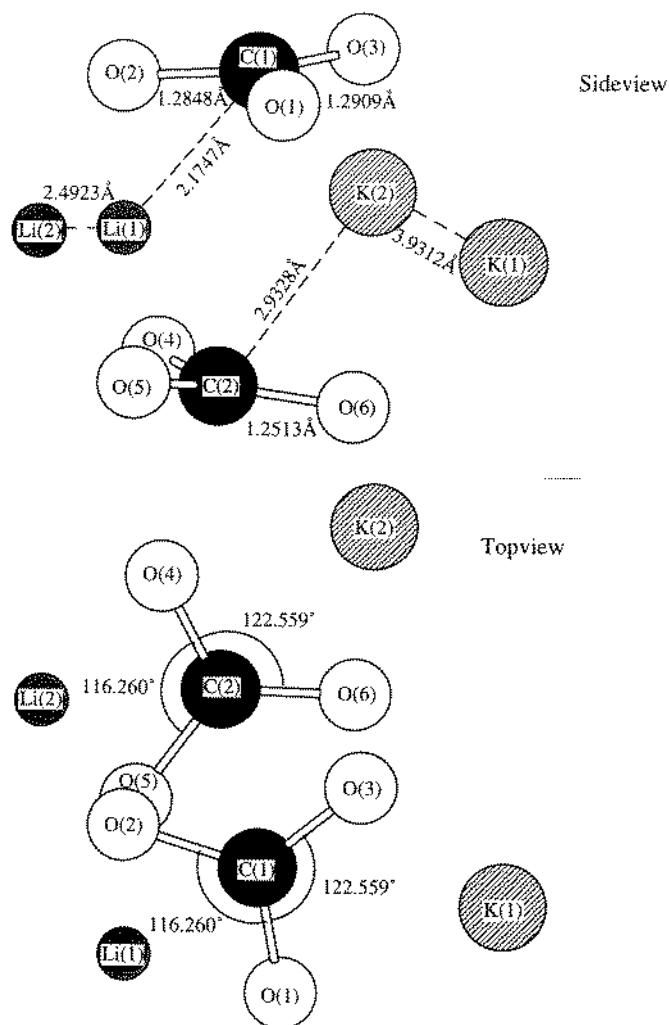 O(3)
C(1)
O(2)
Sideview
1.2848Å
O(1)
1.2909Å
2.1747Å
2.4923Å
K(2)
Li(2)
Li(1)
3.9312Å
K(1)
2.9328Å
O(4)
O(5)
C(2)
O(6)
1.2513Å
K(2)
Topview
O(4)
122.559°
116.260°
C(2)
Li(2)
O(6)
O(5)
O(3)
O(2)
C(1)
122.559°
K(1)
116.260°
Li(1)
O(1)